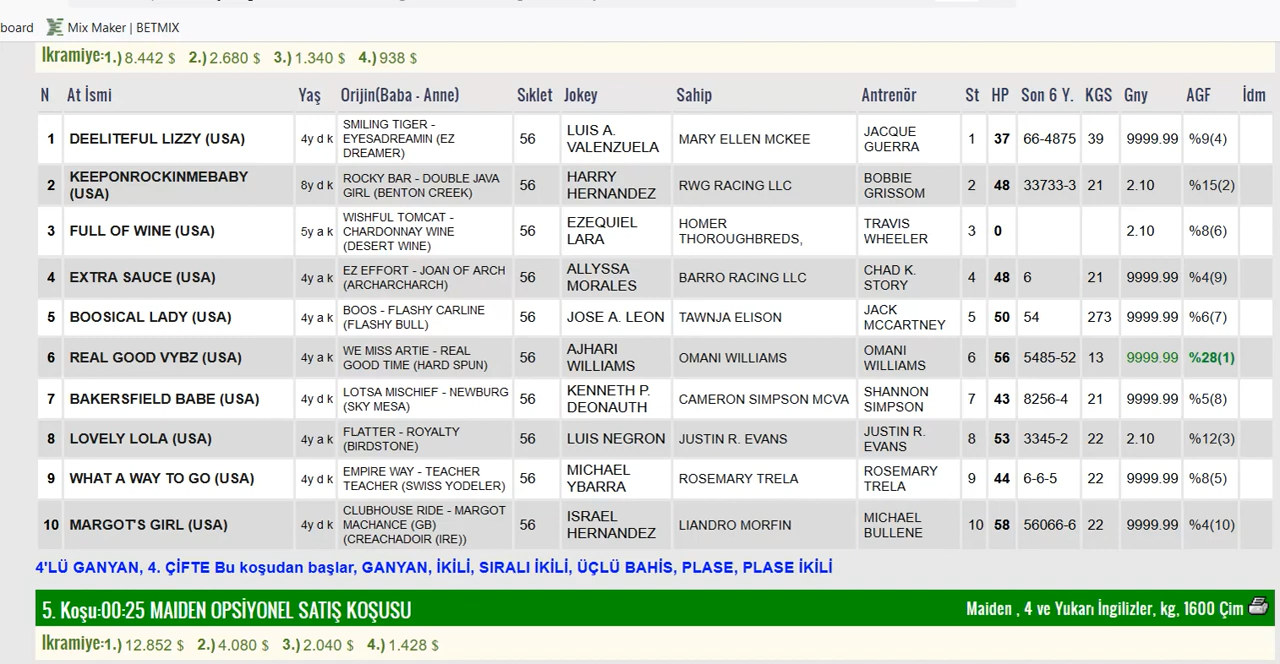 board Mix Maker | BETMIX
İkramiye:1.) 8.442 $ 2.) 2.680 $ 3.) 1.340 $ 4.) 938 $
N At İsmi Yaş Orijin(Baba - Anne) Sıklet Jokey Sahip Antrenör St HP Son 6 Y. KGS Gny AGF İdm
1 DEELITEFUL LIZZY (USA) 4y d k SMILING TIGER - EYESADREAMIN (EZ DREAMER) 56 LUIS A. VALENZUELA MARY ELLEN MCKEE JACQUE GUERRA 1 37 66-4875 39 9999.99 %9(4)
2 KEEPONROCKINMEBABY (USA) 8y d k ROCKY BAR - DOUBLE JAVA GIRL (BENTON CREEK) 56 HARRY HERNANDEZ RWG RACING LLC BOBBIE GRISSOM 2 48 33733-3 21 2.10 %15(2)
3 FULL OF WINE (USA) 5y a k WISHFUL TOMCAT - CHARDONNAY WINE (DESERT WINE) 56 EZEQUIEL LARA HOMER THOROUGHBREDS, TRAVIS WHEELER 3 0 2.10 %8(6)
4 EXTRA SAUCE (USA) 4y a k EZ EFFORT - JOAN OF ARCH (ARCHARCHARCH) 56 ALLYSSA MORALES BARRO RACING LLC CHAD K. STORY 4 48 6 21 9999.99 %4(9)
5 BOOSICAL LADY (USA) 4y a k BOOS - FLASHY CARLINE (FLASHY BULL) 56 JOSE A. LEON TAWNJA ELISON JACK MCCARTNEY 5 50 54 273 9999.99 %6(7)
6 REAL GOOD VYBZ (USA) 4y a k WE MISS ARTIE - REAL GOOD TIME (HARD SPUN) 56 AJHARI WILLIAMS OMANI WILLIAMS OMANI WILLIAMS 6 56 5485-52 13 9999.99 %28(1)
7 BAKERSFIELD BABE (USA) 4y d k LOTSA MISCHIEF - NEWBURG (SKY MESA) 56 KENNETH P. DEONAUTH CAMERON SIMPSON MCVA SHANNON SIMPSON 7 43 8256-4 21 9999.99 %5(8)
8 LOVELY LOLA (USA) 4y a k FLATTER - ROYALTY (BIRDSTONE) 56 LUIS NEGRON JUSTIN R. EVANS JUSTIN R. EVANS 8 53 3345-2 22 2.10 %12(3)
9 WHAT A WAY TO GO (USA) 4y d k EMPIRE WAY - TEACHER TEACHER (SWISS YODELER) 56 MICHAEL YBARRA ROSEMARY TRELA ROSEMARY TRELA 9 44 6-6-5 22 9999.99 %8(5)
10 MARGOT'S GIRL (USA) 4y d k CLUBHOUSE RIDE - MARGOT MACHANCE (GB) (CREACHADOIR (IRE)) 56 ISRAEL HERNANDEZ LIANDRO MORFIN MICHAEL BULLENE 10 58 56066-6 22 9999.99 %4(10)
4'LÜ GANYAN, 4. ÇİFTE Bu koşudan başlar, GANYAN, İKİLİ, SIRALI İKİLİ, ÜÇLÜ BAHİS, PLASE, PLASE İKİLİ
5. Koşu:00:25 MAIDEN OPSİYONEL SATIŞ KOŞUSU Maiden , 4 ve Yukarı İngilizler, kg, 1600 Çim
İkramiye:1.) 12.852 $ 2.) 4.080 $ 3.) 2.040 $ 4.) 1.428 $